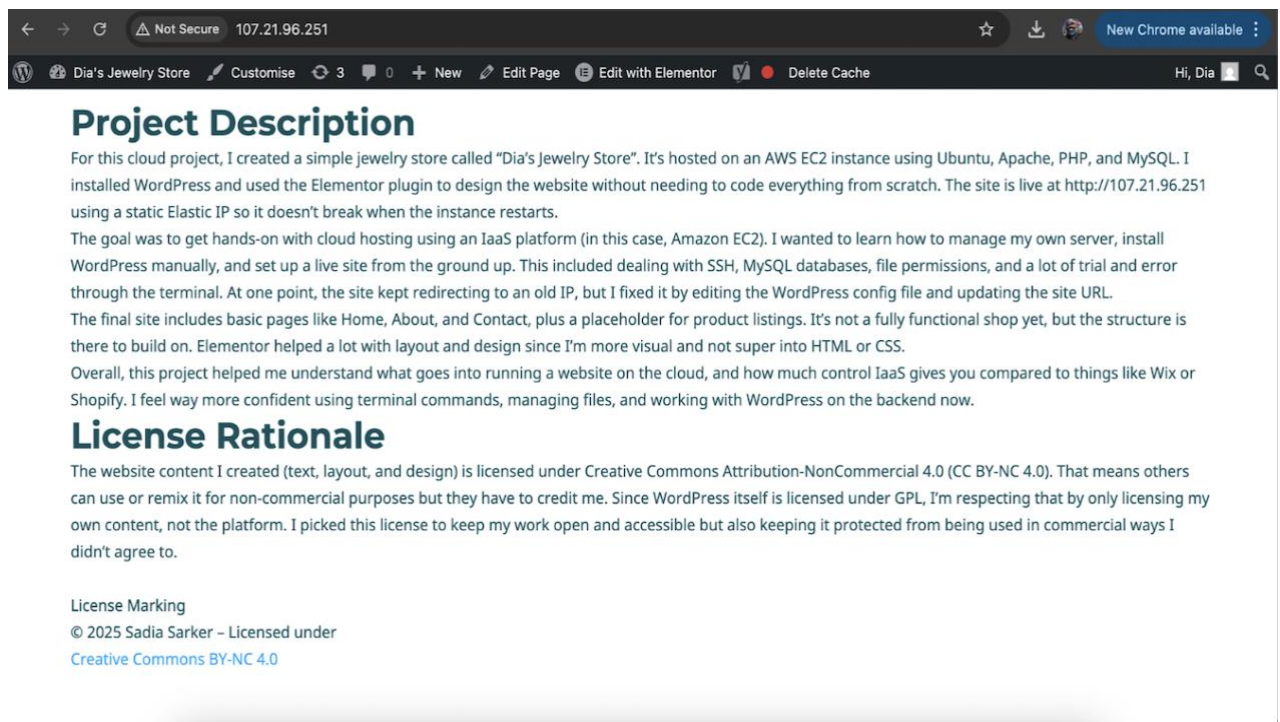 Not Secure 107.21.96.251 New Chrome available
Dia's Jewelry Store Customise 3 0 New Edit Page Edit with Elementor Delete Cache Hi, Dia
Project Description
For this cloud project, I created a simple jewelry store called “Dia’s Jewelry Store”. It’s hosted on an AWS EC2 instance using Ubuntu, Apache, PHP, and MySQL. I
installed WordPress and used the Elementor plugin to design the website without needing to code everything from scratch. The site is live at http://107.21.96.251
using a static Elastic IP so it doesn’t break when the instance restarts.
The goal was to get hands-on with cloud hosting using an IaaS platform (in this case, Amazon EC2). I wanted to learn how to manage my own server, install
WordPress manually, and set up a live site from the ground up. This included dealing with SSH, MySQL databases, file permissions, and a lot of trial and error
through the terminal. At one point, the site kept redirecting to an old IP, but I fixed it by editing the WordPress config file and updating the site URL.
The final site includes basic pages like Home, About, and Contact, plus a placeholder for product listings. It’s not a fully functional shop yet, but the structure is
there to build on. Elementor helped a lot with layout and design since I’m more visual and not super into HTML or CSS.
Overall, this project helped me understand what goes into running a website on the cloud, and how much control IaaS gives you compared to things like Wix or
Shopify. I feel way more confident using terminal commands, managing files, and working with WordPress on the backend now.
License Rationale
The website content I created (text, layout, and design) is licensed under Creative Commons Attribution-NonCommercial 4.0 (CC BY-NC 4.0). That means others
can use or remix it for non-commercial purposes but they have to credit me. Since WordPress itself is licensed under GPL, I’m respecting that by only licensing my
own content, not the platform. I picked this license to keep my work open and accessible but also keeping it protected from being used in commercial ways I
didn’t agree to.
License Marking
© 2025 Sadia Sarker – Licensed under
Creative Commons BY-NC 4.0